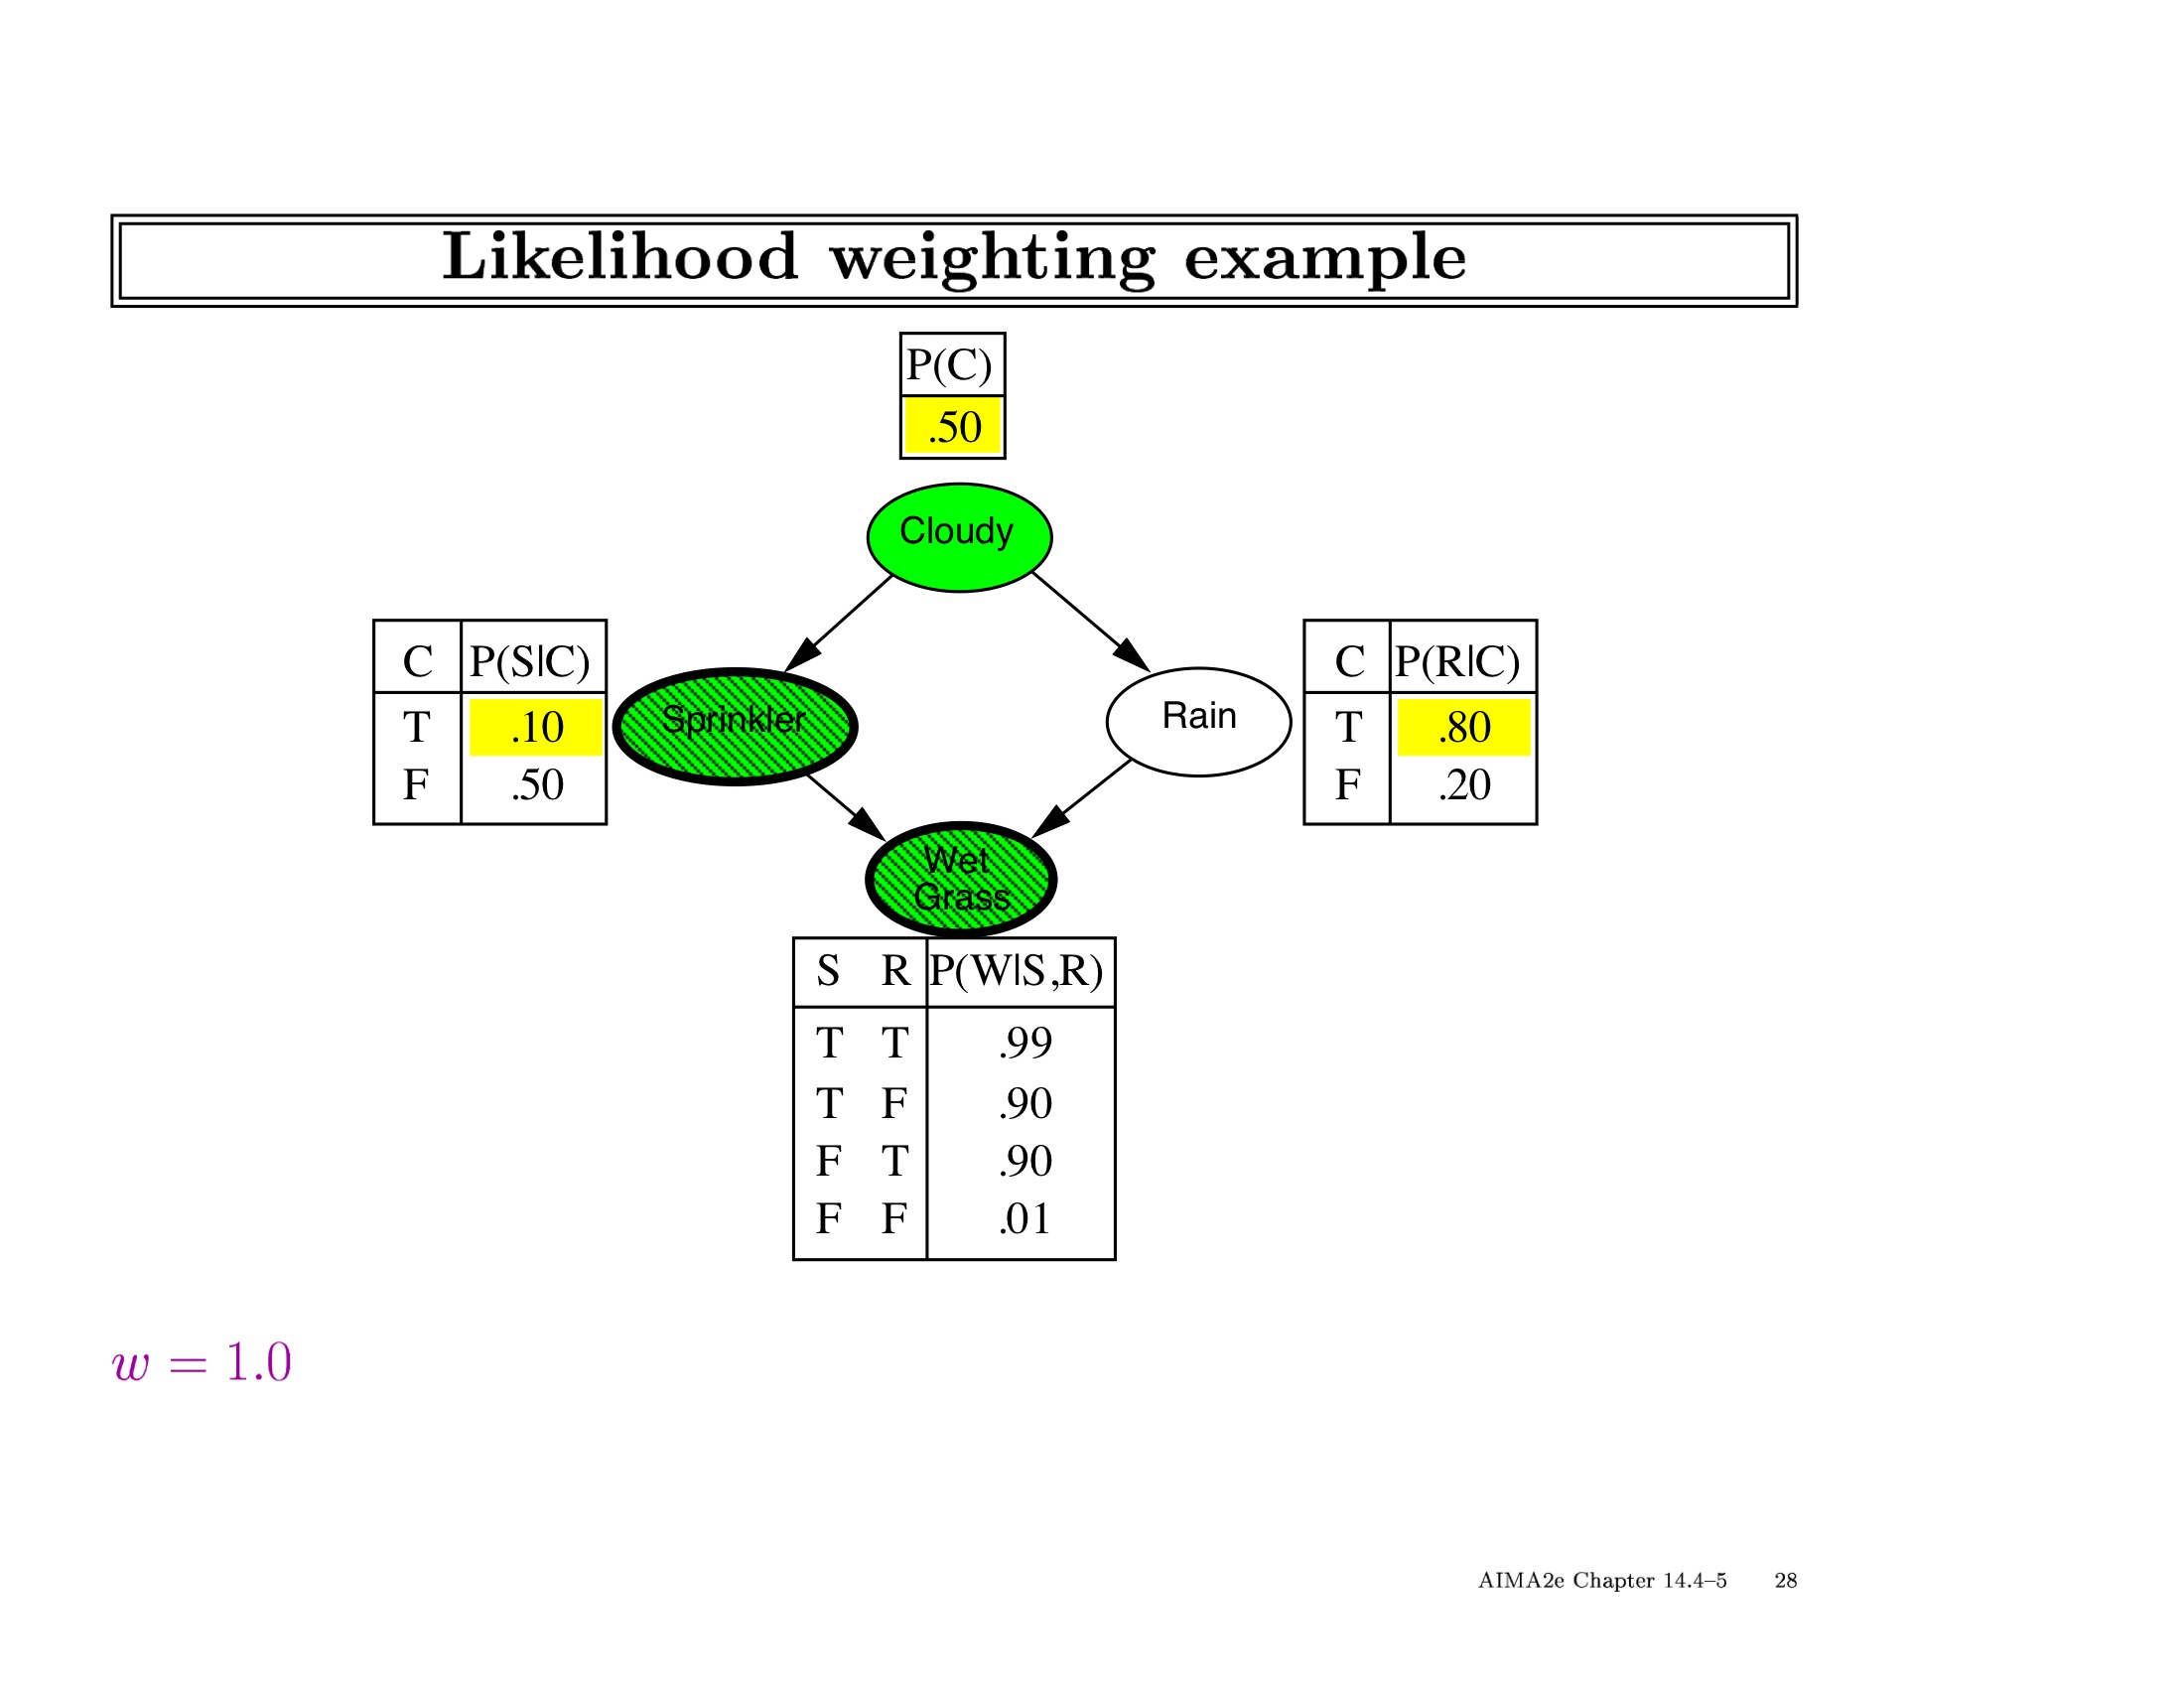 Likelihood weighting example
P(C)
.50
Cloudy
C P(S|C)
T .10
F .50
Sprinkler
Rain
C P(R|C)
T .80
F .20
Wet
Grass
S R P(W|S,R)
T T .99
T F .90
F T .90
F F .01
w = 1.0
AIMA2e Chapter 14.4–5 28